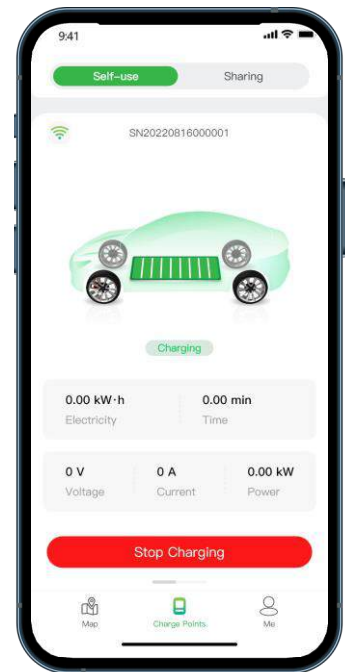 9:41
Self-use Sharing
SN20220816000001
Charging
0.00 kW·h 0.00 min
Electricity Time
0 V 0 A 0.00 kW
Voltage Current Power
Stop Charging
Map Charge Points. Me